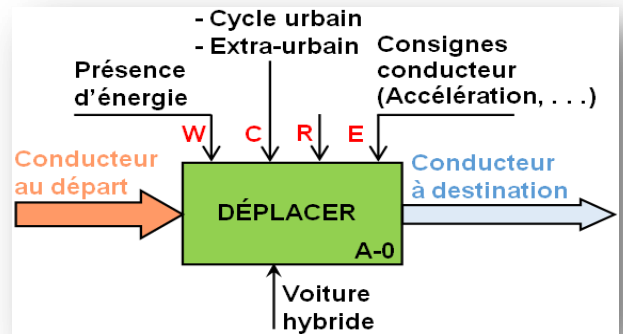 - Cycle urbain
- Extra-urbain
Présence
d’énergie
Consignes
conducteur
(Accélération, . . .)
W
C
R
E
Conducteur
au départ
DÉPLACER
A-0
Conducteur
à destination
Voiture
hybride